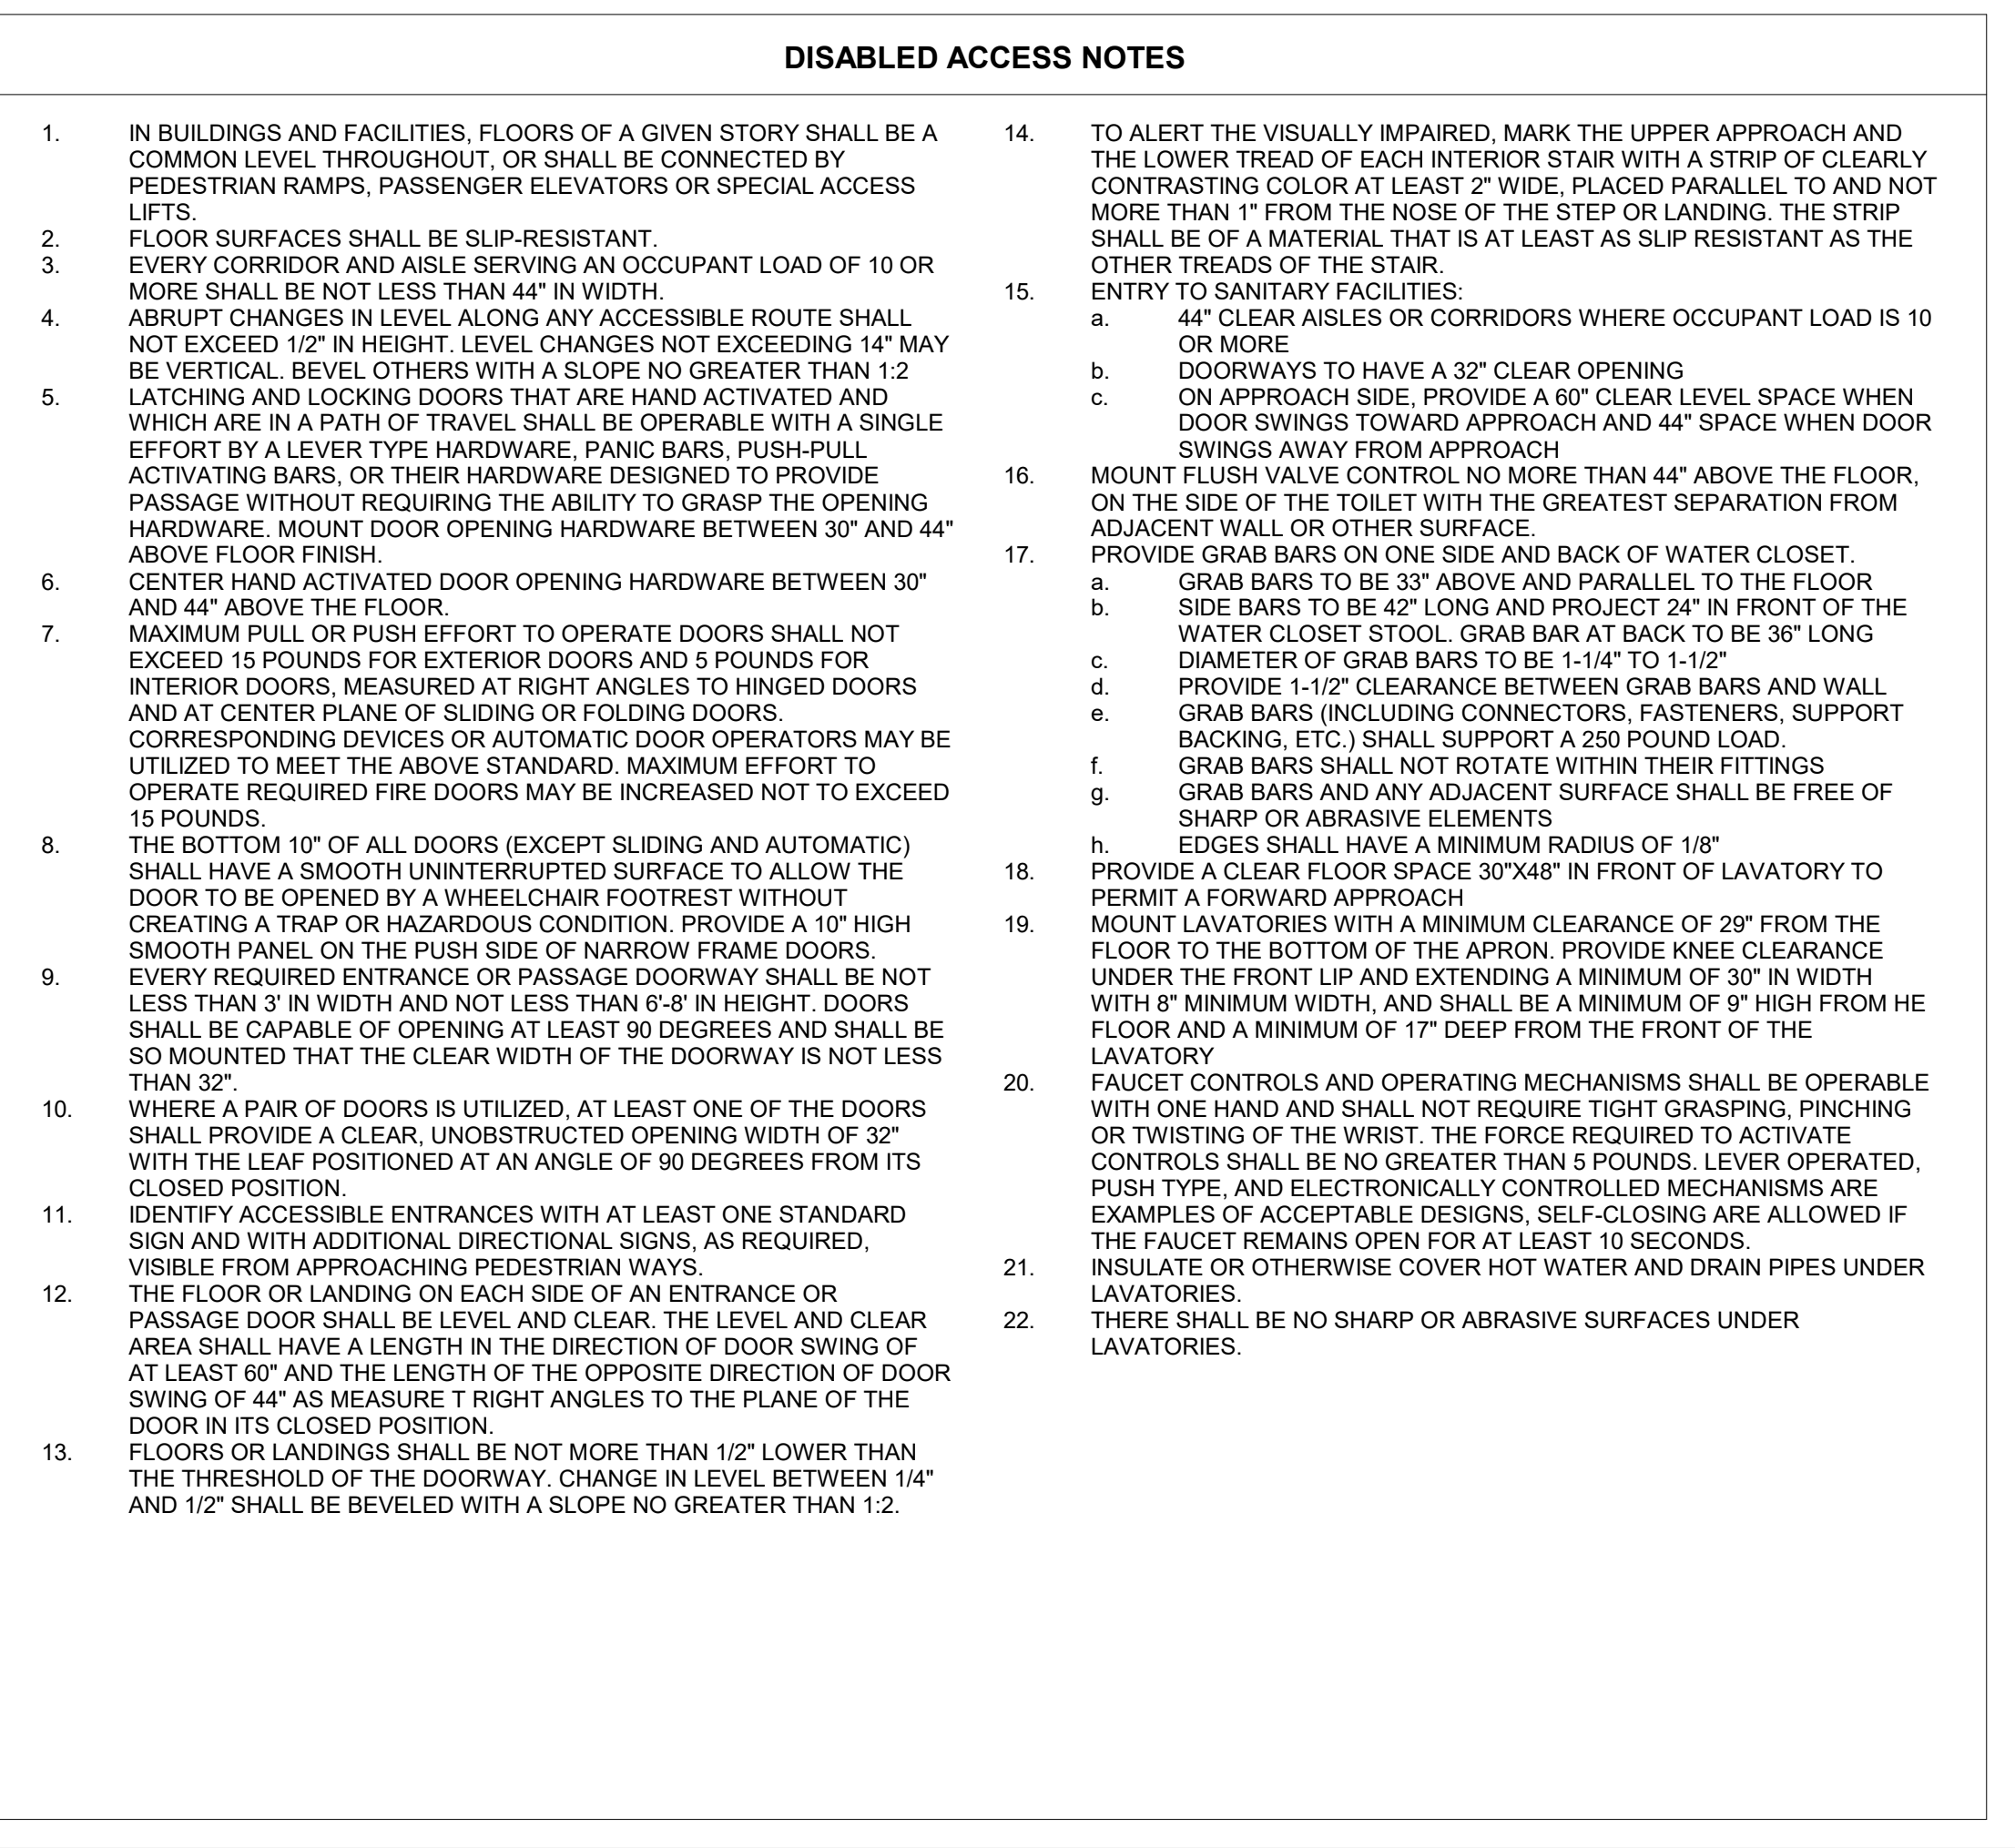 DISABLED ACCESS NOTES
1. IN BUILDINGS AND FACILITIES, FLOORS OF A GIVEN STORY SHALL BE A
COMMON LEVEL THROUGHOUT, OR SHALL BE CONNECTED BY
PEDESTRIAN RAMPS, PASSENGER ELEVATORS OR SPECIAL ACCESS
LIFTS.
2. FLOOR SURFACES SHALL BE SLIP-RESISTANT.
3. EVERY CORRIDOR AND AISLE SERVING AN OCCUPANT LOAD OF 10 OR
MORE SHALL BE NOT LESS THAN 44" IN WIDTH.
4. ABRUPT CHANGES IN LEVEL ALONG ANY ACCESSIBLE ROUTE SHALL
NOT EXCEED 1/2" IN HEIGHT. LEVEL CHANGES NOT EXCEEDING 14" MAY
BE VERTICAL. BEVEL OTHERS WITH A SLOPE NO GREATER THAN 1:2
5. LATCHING AND LOCKING DOORS THAT ARE HAND ACTIVATED AND
WHICH ARE IN A PATH OF TRAVEL SHALL BE OPERABLE WITH A SINGLE
EFFORT BY A LEVER TYPE HARDWARE, PANIC BARS, PUSH-PULL
ACTIVATING BARS, OR THEIR HARDWARE DESIGNED TO PROVIDE
PASSAGE WITHOUT REQUIRING THE ABILITY TO GRASP THE OPENING
HARDWARE. MOUNT DOOR OPENING HARDWARE BETWEEN 30" AND 44"
ABOVE FLOOR FINISH.
6. CENTER HAND ACTIVATED DOOR OPENING HARDWARE BETWEEN 30"
AND 44" ABOVE THE FLOOR.
7. MAXIMUM PULL OR PUSH EFFORT TO OPERATE DOORS SHALL NOT
EXCEED 15 POUNDS FOR EXTERIOR DOORS AND 5 POUNDS FOR
INTERIOR DOORS, MEASURED AT RIGHT ANGLES TO HINGED DOORS
AND AT CENTER PLANE OF SLIDING OR FOLDING DOORS.
CORRESPONDING DEVICES OR AUTOMATIC DOOR OPERATORS MAY BE
UTILIZED TO MEET THE ABOVE STANDARD. MAXIMUM EFFORT TO
OPERATE REQUIRED FIRE DOORS MAY BE INCREASED NOT TO EXCEED
15 POUNDS.
8. THE BOTTOM 10" OF ALL DOORS (EXCEPT SLIDING AND AUTOMATIC)
SHALL HAVE A SMOOTH UNINTERRUPTED SURFACE TO ALLOW THE
DOOR TO BE OPENED BY A WHEELCHAIR FOOTREST WITHOUT
CREATING A TRAP OR HAZARDOUS CONDITION. PROVIDE A 10" HIGH
SMOOTH PANEL ON THE PUSH SIDE OF NARROW FRAME DOORS.
9. EVERY REQUIRED ENTRANCE OR PASSAGE DOORWAY SHALL BE NOT
LESS THAN 3' IN WIDTH AND NOT LESS THAN 6'-8' IN HEIGHT. DOORS
SHALL BE CAPABLE OF OPENING AT LEAST 90 DEGREES AND SHALL BE
SO MOUNTED THAT THE CLEAR WIDTH OF THE DOORWAY IS NOT LESS
THAN 32".
10. WHERE A PAIR OF DOORS IS UTILIZED, AT LEAST ONE OF THE DOORS
SHALL PROVIDE A CLEAR, UNOBSTRUCTED OPENING WIDTH OF 32"
WITH THE LEAF POSITIONED AT AN ANGLE OF 90 DEGREES FROM ITS
CLOSED POSITION.
11. IDENTIFY ACCESSIBLE ENTRANCES WITH AT LEAST ONE STANDARD
SIGN AND WITH ADDITIONAL DIRECTIONAL SIGNS, AS REQUIRED,
VISIBLE FROM APPROACHING PEDESTRIAN WAYS.
12. THE FLOOR OR LANDING ON EACH SIDE OF AN ENTRANCE OR
PASSAGE DOOR SHALL BE LEVEL AND CLEAR. THE LEVEL AND CLEAR
AREA SHALL HAVE A LENGTH IN THE DIRECTION OF DOOR SWING OF
AT LEAST 60" AND THE LENGTH OF THE OPPOSITE DIRECTION OF DOOR
SWING OF 44" AS MEASURE T RIGHT ANGLES TO THE PLANE OF THE
DOOR IN ITS CLOSED POSITION.
13. FLOORS OR LANDINGS SHALL BE NOT MORE THAN 1/2" LOWER THAN
THE THRESHOLD OF THE DOORWAY. CHANGE IN LEVEL BETWEEN 1/4"
AND 1/2" SHALL BE BEVELED WITH A SLOPE NO GREATER THAN 1:2.
14. TO ALERT THE VISUALLY IMPAIRED, MARK THE UPPER APPROACH AND
THE LOWER TREAD OF EACH INTERIOR STAIR WITH A STRIP OF CLEARLY
CONTRASTING COLOR AT LEAST 2" WIDE, PLACED PARALLEL TO AND NOT
MORE THAN 1" FROM THE NOSE OF THE STEP OR LANDING. THE STRIP
SHALL BE OF A MATERIAL THAT IS AT LEAST AS SLIP RESISTANT AS THE
OTHER TREADS OF THE STAIR.
15. ENTRY TO SANITARY FACILITIES:
a. 44" CLEAR AISLES OR CORRIDORS WHERE OCCUPANT LOAD IS 10
OR MORE
b. DOORWAYS TO HAVE A 32" CLEAR OPENING
c. ON APPROACH SIDE, PROVIDE A 60" CLEAR LEVEL SPACE WHEN
DOOR SWINGS TOWARD APPROACH AND 44" SPACE WHEN DOOR
SWINGS AWAY FROM APPROACH
16. MOUNT FLUSH VALVE CONTROL NO MORE THAN 44" ABOVE THE FLOOR,
ON THE SIDE OF THE TOILET WITH THE GREATEST SEPARATION FROM
ADJACENT WALL OR OTHER SURFACE.
17. PROVIDE GRAB BARS ON ONE SIDE AND BACK OF WATER CLOSET.
a. GRAB BARS TO BE 33" ABOVE AND PARALLEL TO THE FLOOR
b. SIDE BARS TO BE 42" LONG AND PROJECT 24" IN FRONT OF THE
WATER CLOSET STOOL. GRAB BAR AT BACK TO BE 36" LONG
c. DIAMETER OF GRAB BARS TO BE 1-1/4" TO 1-1/2"
d. PROVIDE 1-1/2" CLEARANCE BETWEEN GRAB BARS AND WALL
e. GRAB BARS (INCLUDING CONNECTORS, FASTENERS, SUPPORT
BACKING, ETC.) SHALL SUPPORT A 250 POUND LOAD.
f. GRAB BARS SHALL NOT ROTATE WITHIN THEIR FITTINGS
g. GRAB BARS AND ANY ADJACENT SURFACE SHALL BE FREE OF
SHARP OR ABRASIVE ELEMENTS
h. EDGES SHALL HAVE A MINIMUM RADIUS OF 1/8"
18. PROVIDE A CLEAR FLOOR SPACE 30"X48" IN FRONT OF LAVATORY TO
PERMIT A FORWARD APPROACH
19. MOUNT LAVATORIES WITH A MINIMUM CLEARANCE OF 29" FROM THE
FLOOR TO THE BOTTOM OF THE APRON. PROVIDE KNEE CLEARANCE
UNDER THE FRONT LIP AND EXTENDING A MINIMUM OF 30" IN WIDTH
WITH 8" MINIMUM WIDTH, AND SHALL BE A MINIMUM OF 9" HIGH FROM HE
FLOOR AND A MINIMUM OF 17" DEEP FROM THE FRONT OF THE
LAVATORY
20. FAUCET CONTROLS AND OPERATING MECHANISMS SHALL BE OPERABLE
WITH ONE HAND AND SHALL NOT REQUIRE TIGHT GRASPING, PINCHING
OR TWISTING OF THE WRIST. THE FORCE REQUIRED TO ACTIVATE
CONTROLS SHALL BE NO GREATER THAN 5 POUNDS. LEVER OPERATED,
PUSH TYPE, AND ELECTRONICALLY CONTROLLED MECHANISMS ARE
EXAMPLES OF ACCEPTABLE DESIGNS, SELF-CLOSING ARE ALLOWED IF
THE FAUCET REMAINS OPEN FOR AT LEAST 10 SECONDS.
21. INSULATE OR OTHERWISE COVER HOT WATER AND DRAIN PIPES UNDER
LAVATORIES.
22. THERE SHALL BE NO SHARP OR ABRASIVE SURFACES UNDER
LAVATORIES.